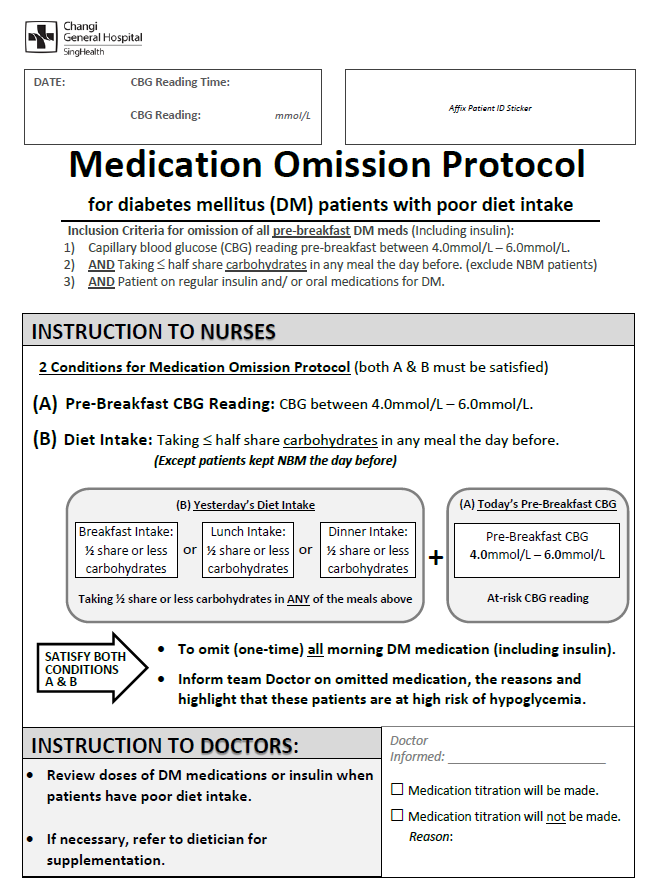 Changi
General Hospital
SingHealth
DATE:
CBG Reading Time:
CBG Reading:
mmol/L
Affix Patient ID Sticker
Medication Omission Protocol
for diabetes mellitus (DM) patients with poor diet intake
Inclusion Criteria for omission of all pre-breakfast DM meds (Including insulin):
1) Capillary blood glucose (CBG) reading pre-breakfast between 4.0mmol/L – 6.0mmol/L.
2) AND Taking ≤ half share carbohydrates in any meal the day before. (exclude NBM patients)
3) AND Patient on regular insulin and/ or oral medications for DM.
INSTRUCTION TO NURSES
2 Conditions for Medication Omission Protocol (both A & B must be satisfied)
(A) Pre-Breakfast CBG Reading: CBG between 4.0mmol/L – 6.0mmol/L.
(B) Diet Intake: Taking ≤ half share carbohydrates in any meal the day before.
(Except patients kept NBM the day before)
(B) Yesterday's Diet Intake
Breakfast Intake:
½ share or less
carbohydrates
or
Lunch Intake:
½ share or less
carbohydrates
or
Dinner Intake:
½ share or less
carbohydrates
Taking ½ share or less carbohydrates in ANY of the meals above
+
(A) Today's Pre-Breakfast CBG
Pre-Breakfast CBG
4.0mmol/L – 6.0mmol/L
At-risk CBG reading
SATISFY BOTH
CONDITIONS
A & B
• To omit (one-time) all morning DM medication (including insulin).
• Inform team Doctor on omitted medication, the reasons and
highlight that these patients are at high risk of hypoglycemia.
INSTRUCTION TO DOCTORS:
• Review doses of DM medications or insulin when
patients have poor diet intake.
• If necessary, refer to dietician for
supplementation.
Doctor
Informed: ______________________
☐ Medication titration will be made.
☐ Medication titration will not be made.
Reason: